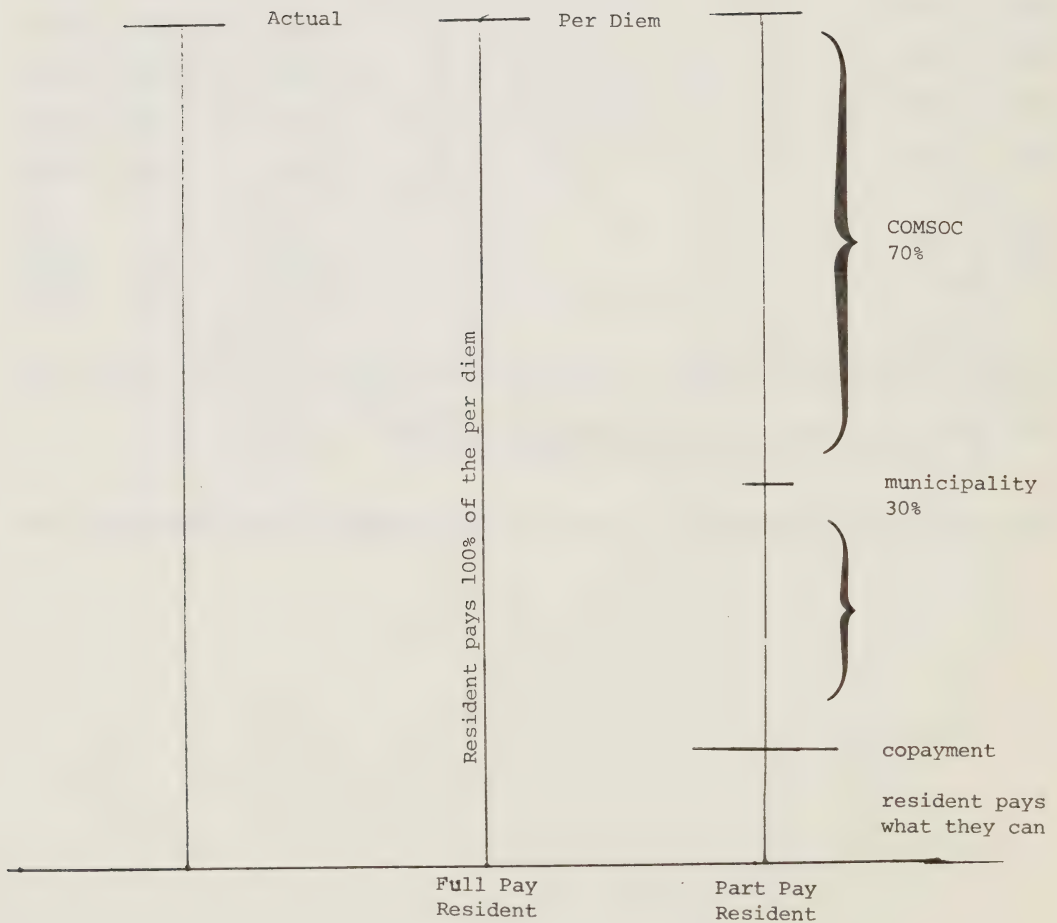 Actual
Per Diem
COMSOC
70%
Resident pays 100% of the per diem
municipality
30%
copayment
resident pays
what they can
Full Pay
Resident
Part Pay
Resident